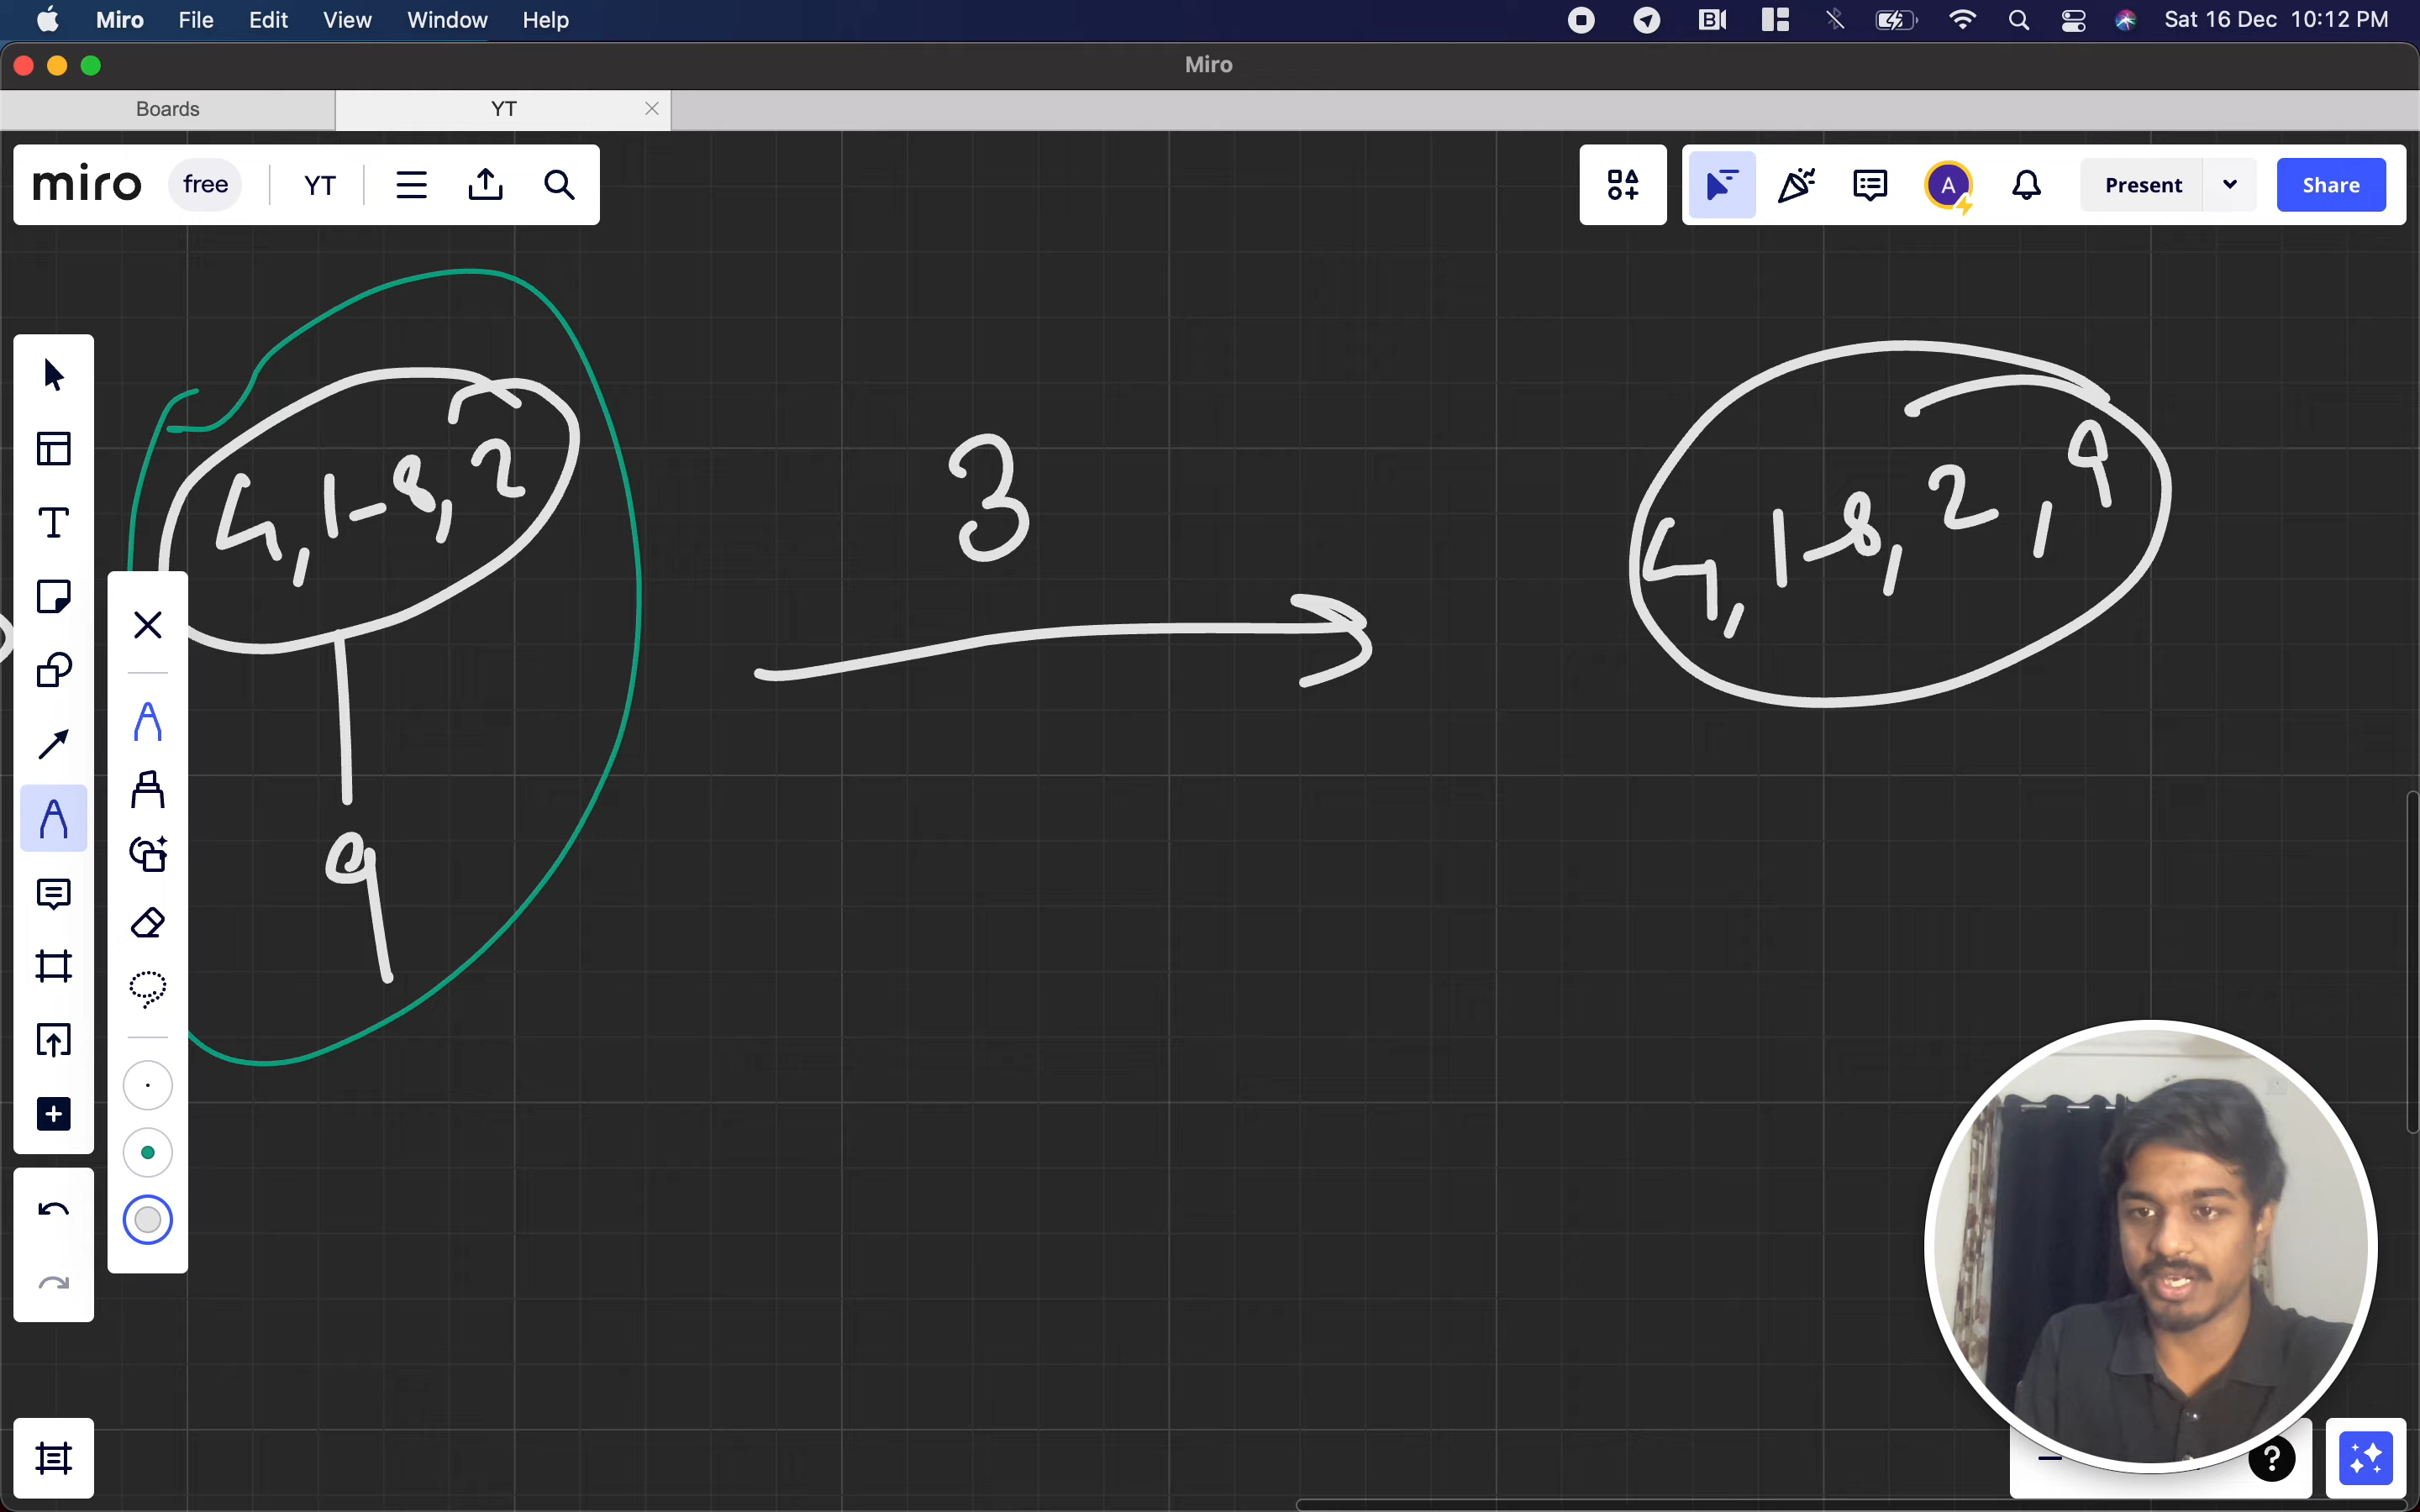 Miro File Edit View Window Help Sat 16 Dec 10:12 PM
Miro
Boards YT
miro free YT Present Share
A
T
4, 1-8, 2
3
4, 1-8, 2, 9
9
?